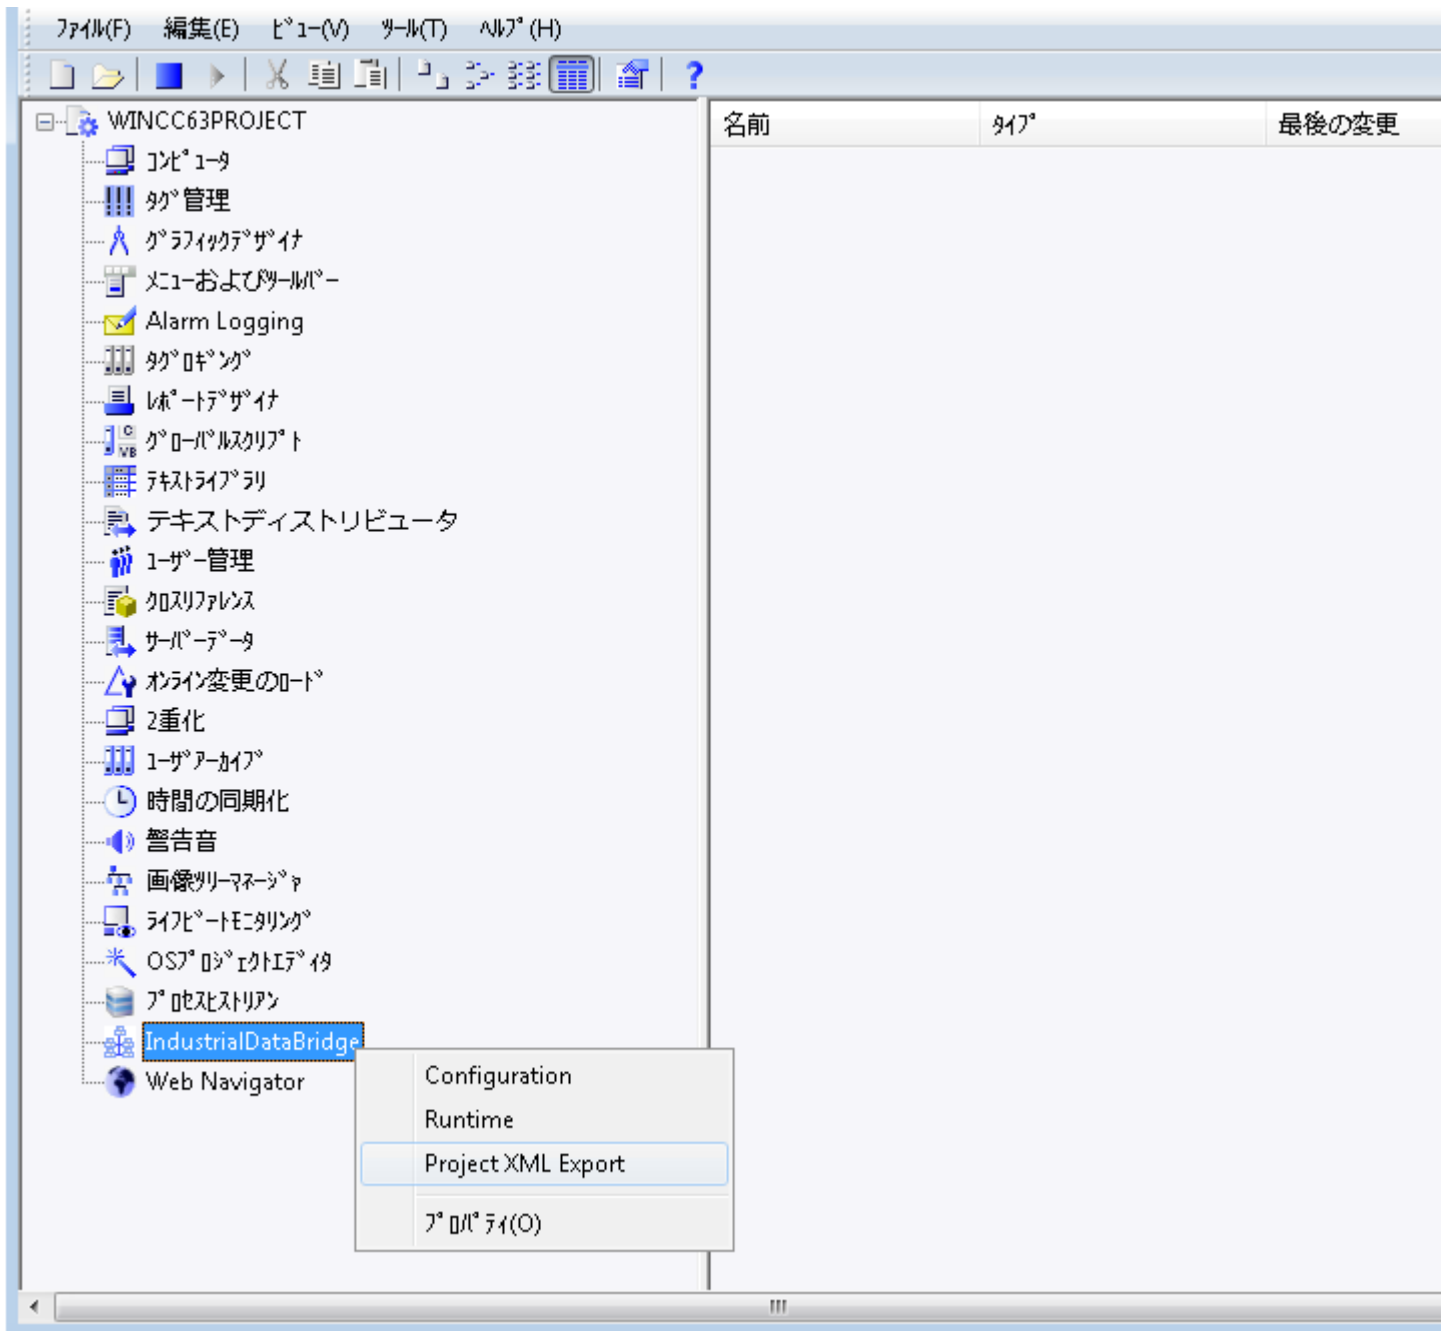 ﾌｧｲﾙ(F) 編集(E) ﾋﾞｭｰ(V) ﾂｰﾙ(T) ﾍﾙﾌﾟ(H)
名前 ﾀｲﾌﾟ 最後の変更
WINCC63PROJECT
ｺﾝﾋﾟｭｰﾀ
ﾀｸﾞ管理
ｸﾞﾗﾌｨｯｸﾃﾞｻﾞｲﾅ
ﾒﾆｭｰおよびﾂｰﾙﾊﾞｰ
Alarm Logging
ﾀｸﾞﾛｷﾞﾝｸﾞ
ﾚﾎﾟｰﾄﾃﾞｻﾞｲﾅ
C
VB
ｸﾞﾛｰﾊﾞﾙｽｸﾘﾌﾟﾄ
ﾃｷｽﾄﾗｲﾌﾞﾗﾘ
テキストディストリビュータ
ﾕｰｻﾞｰ管理
ｸﾛｽﾘﾌｧﾚﾝｽ
ｻｰﾊﾞｰﾃﾞｰﾀ
ｵﾝﾗｲﾝ変更のﾛｰﾄﾞ
2重化
ﾕｰｻﾞｱｰｶｲﾌﾞ
時間の同期化
警告音
画像ﾂﾘｰﾏﾈｰｼﾞｬ
ﾗｲﾌﾋﾞｰﾄﾓﾆﾀﾘﾝｸﾞ
OSﾌﾟﾛｼﾞｪｸﾄｴﾃﾞｨﾀ
ﾌﾟﾛｾｽﾋｽﾄﾘｱﾝ
IndustrialDataBridge
Web Navigator
Configuration
Runtime
Project XML Export
ﾌﾟﾛﾊﾟﾃｨ(O)